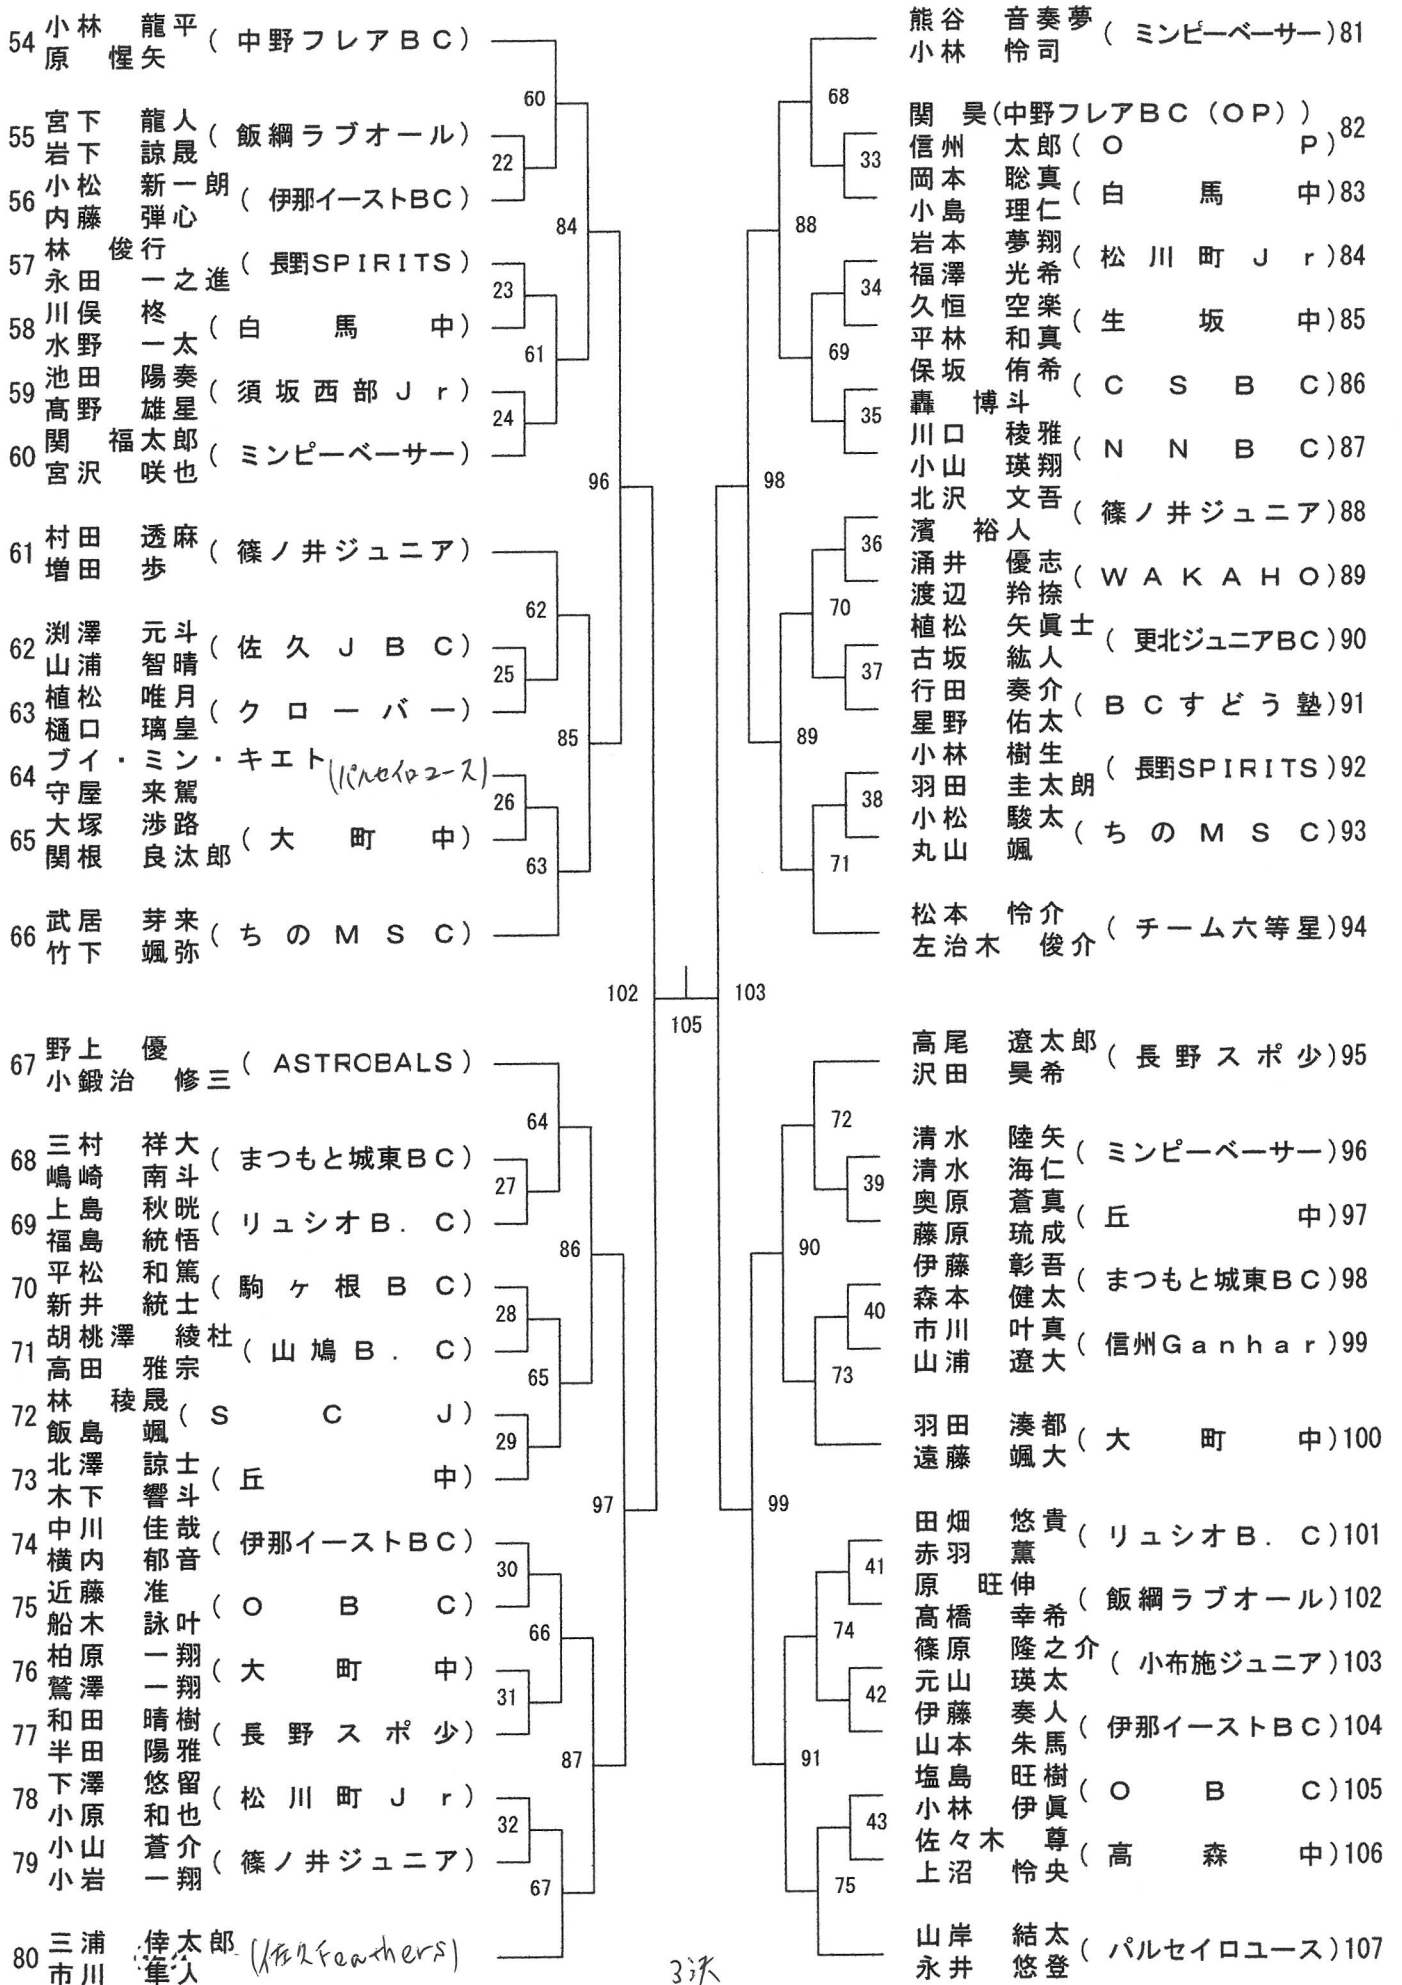 54 小林 龍平 (中野フレアBC)
原 惺矢
60
55 宮下 龍人 (飯綱ラブオール)
岩下 諒晟
22
56 小松 新一朗 (伊那イーストBC)
内藤 弾心
84
57 林 俊行 (長野SPIRITS)
永田 一之進
23
58 川俣 柊 (白馬中)
水野 一太
61
59 池田 陽奏 (須坂西部Jr)
髙野 雄星
24
60 関 福太郎 (ミンピーベーサー)
宮沢 咲也
96
61 村田 透麻 (篠ノ井ジュニア)
増田 歩
62
62 渕澤 元斗 (佐久JBC)
山浦 智晴
25
63 植松 唯月 (クローバー)
樋口 璃皇
85
64 ブイ・ミン・キエト (パルセイロユース)
守屋 来駕
26
65 大塚 渉路 (大町中)
関根 良汰郎
63
66 武居 芽来 (ちのMSC)
竹下 颯弥
102
105
103
67 野上 優 (ASTROBALS)
小鍛治 修三
64
68 三村 祥大 (まつもと城東BC)
嶋崎 南斗
27
69 上島 秋晄 (リュシオB.C)
福島 統悟
86
70 平松 和篤 (駒ヶ根BC)
新井 統士
28
71 胡桃澤 綾杜 (山鳩B.C)
高田 雅宗
65
72 林 稜晟 (SCJ)
飯島 颯
29
73 北澤 諒士 (丘中)
木下 響斗
97
74 中川 佳哉 (伊那イーストBC)
横内 郁音
30
75 近藤 准 (OBC)
船木 詠叶
66
76 柏原 一翔 (大町中)
鷲澤 一翔
31
77 和田 晴樹 (長野スポ少)
半田 陽雅
87
78 下澤 悠留 (松川町Jr)
小原 和也
32
79 小山 蒼介 (篠ノ井ジュニア)
小岩 一翔
67
80 三浦 倖太郎 (佐久Feathers)
市川 隼人
熊谷 音奏夢 (ミンピーベーサー)81
小林 怜司
68
関 昊(中野フレアBC(OP))
信州 太郎(OP)82
33
岡本 聡真 (白馬中)83
小島 理仁
88
岩本 夢翔 (松川町Jr)84
福澤 光希
34
久恒 空楽 (生坂中)85
平林 和真
69
保坂 侑希 (CSBC)86
轟 博斗
35
川口 稜雅 (NNBC)87
小山 瑛翔
98
北沢 文吾 (篠ノ井ジュニア)88
濱 裕人
36
涌井 優志 (WAKAHO)89
渡辺 羚捺
70
植松 矢眞士 (更北ジュニアBC)90
古坂 紘人
37
行田 奏介 (BCすどう塾)91
星野 佑太
89
小林 樹生 (長野SPIRITS)92
羽田 圭太朗
38
小松 駿太 (ちのMSC)93
丸山 颯
71
松本 怜介 (チーム六等星)94
左治木 俊介
高尾 遼太郎 (長野スポ少)95
沢田 昊希
72
清水 陸矢 (ミンピーベーサー)96
清水 海仁
39
奥原 蒼真 (丘中)97
藤原 琉成
90
伊藤 彰吾 (まつもと城東BC)98
森本 健太
40
市川 叶真 (信州Ganhar)99
山浦 遼大
73
羽田 湊都 (大町中)100
遠藤 颯大
99
田畑 悠貴 (リュシオB.C)101
赤羽 薫
41
原 旺伸 (飯綱ラブオール)102
髙橋 幸希
74
篠原 隆之介 (小布施ジュニア)103
元山 瑛太
42
伊藤 奏人 (伊那イーストBC)104
山本 朱馬
91
塩島 旺樹 (OBC)105
小林 伊眞
43
佐々木 尊 (高森中)106
上沼 怜央
75
山岸 結太 (パルセイロユース)107
永井 悠登
3決